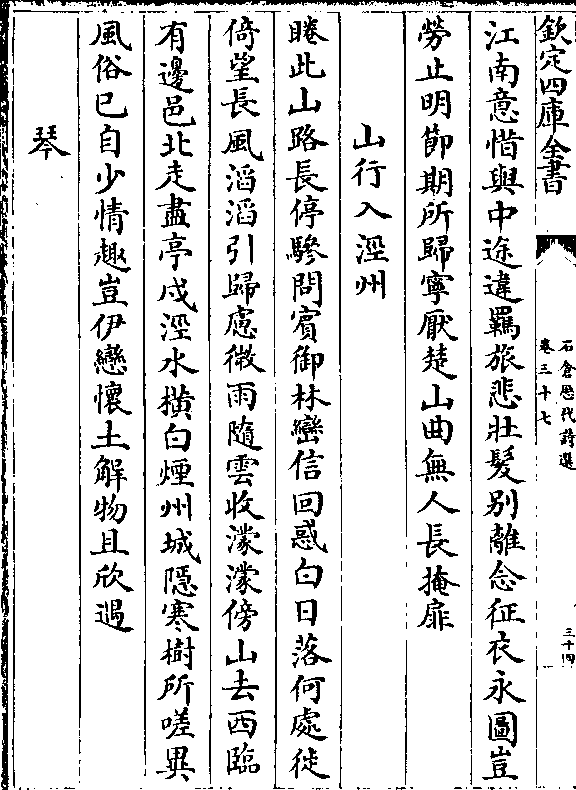 欽定四庫全書
石倉歷代詩選
卷三十七
三十四
江南意惜與中途違羈旅悲壯髮别離念征衣永圖豈
勞止明節期所歸寧厭楚山曲無人長掩扉
山行入涇州
睠此山路長停驂問賓御林巒信回惑白日落何處徙
倚望長風滔滔引歸慮微雨隨雲收濛濛傍山去西臨
有邊邑北走盡亭戍涇水横白煙州城隱寒樹所嗟異
風俗已自少情趣豈伊戀懷土觧物且欣遇
琴